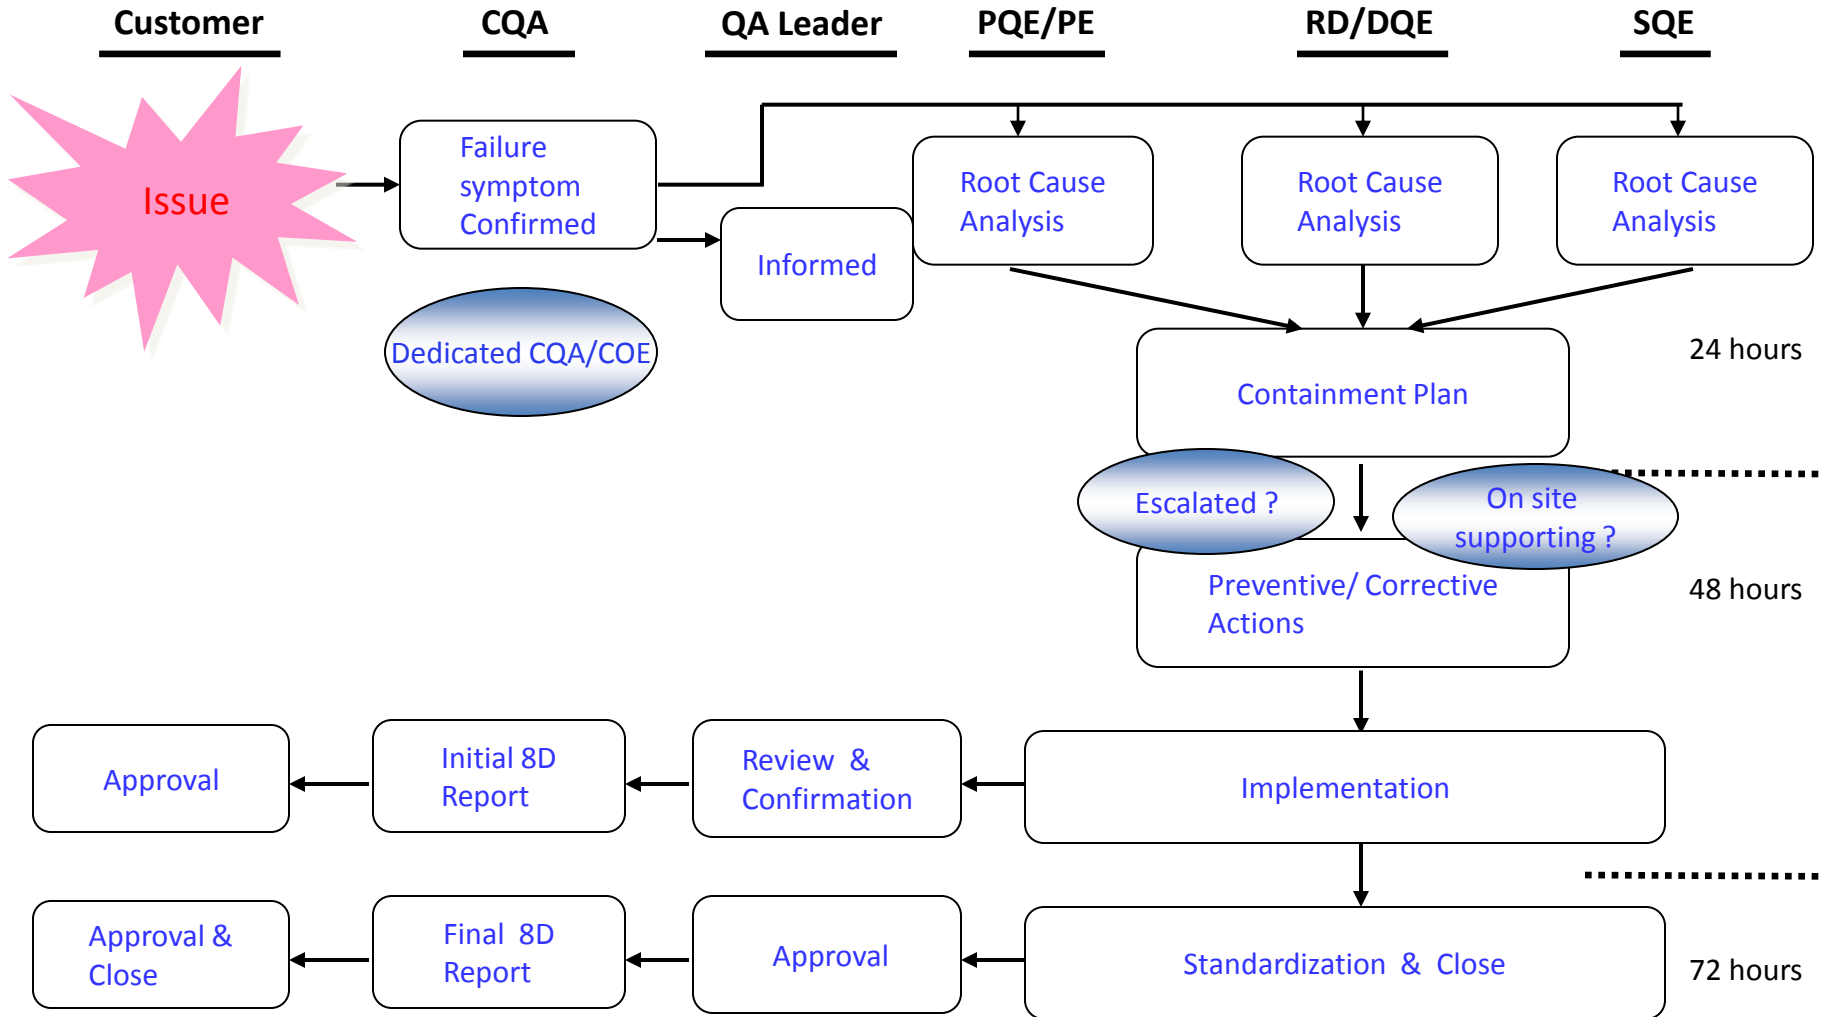 Customer
CQA
QA Leader
PQE/PE
RD/DQE
SQE
Issue
Failure
symptom
Confirmed
Informed
Root Cause
Analysis
Root Cause
Analysis
Root Cause
Analysis
Dedicated CQA/COE
Containment Plan
24 hours
Escalated ?
On site
supporting ?
Preventive/ Corrective
Actions
48 hours
Approval
Initial 8D
Report
Review & 
Confirmation
Implementation
Approval &
Close
Final 8D
Report
Approval
Standardization & Close
72 hours